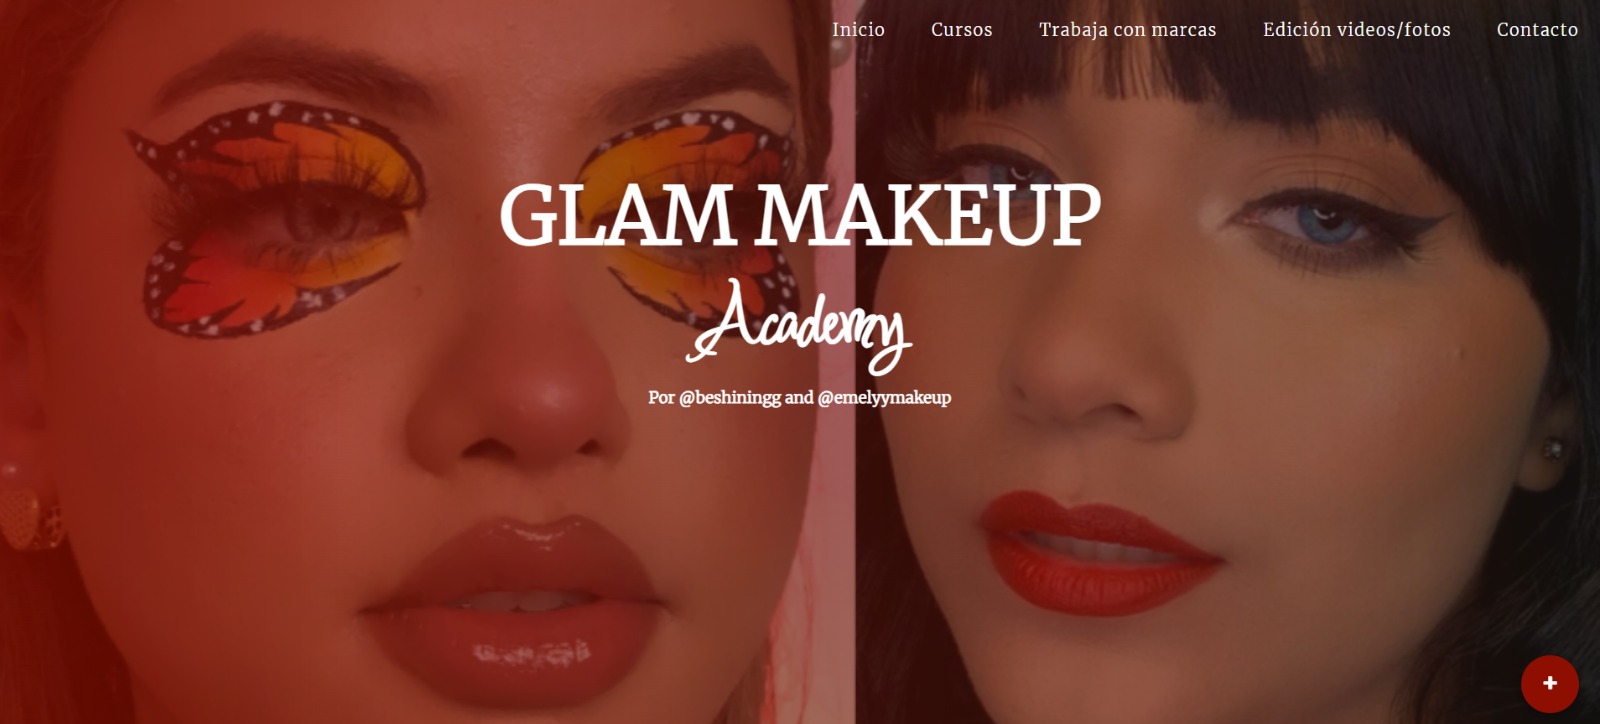 Inicio Cursos Trabaja con marcas Edición videos/fotos Contacto
GLAM MAKEUP
Academy
Por @beshiningg and @emelyymakeup
+